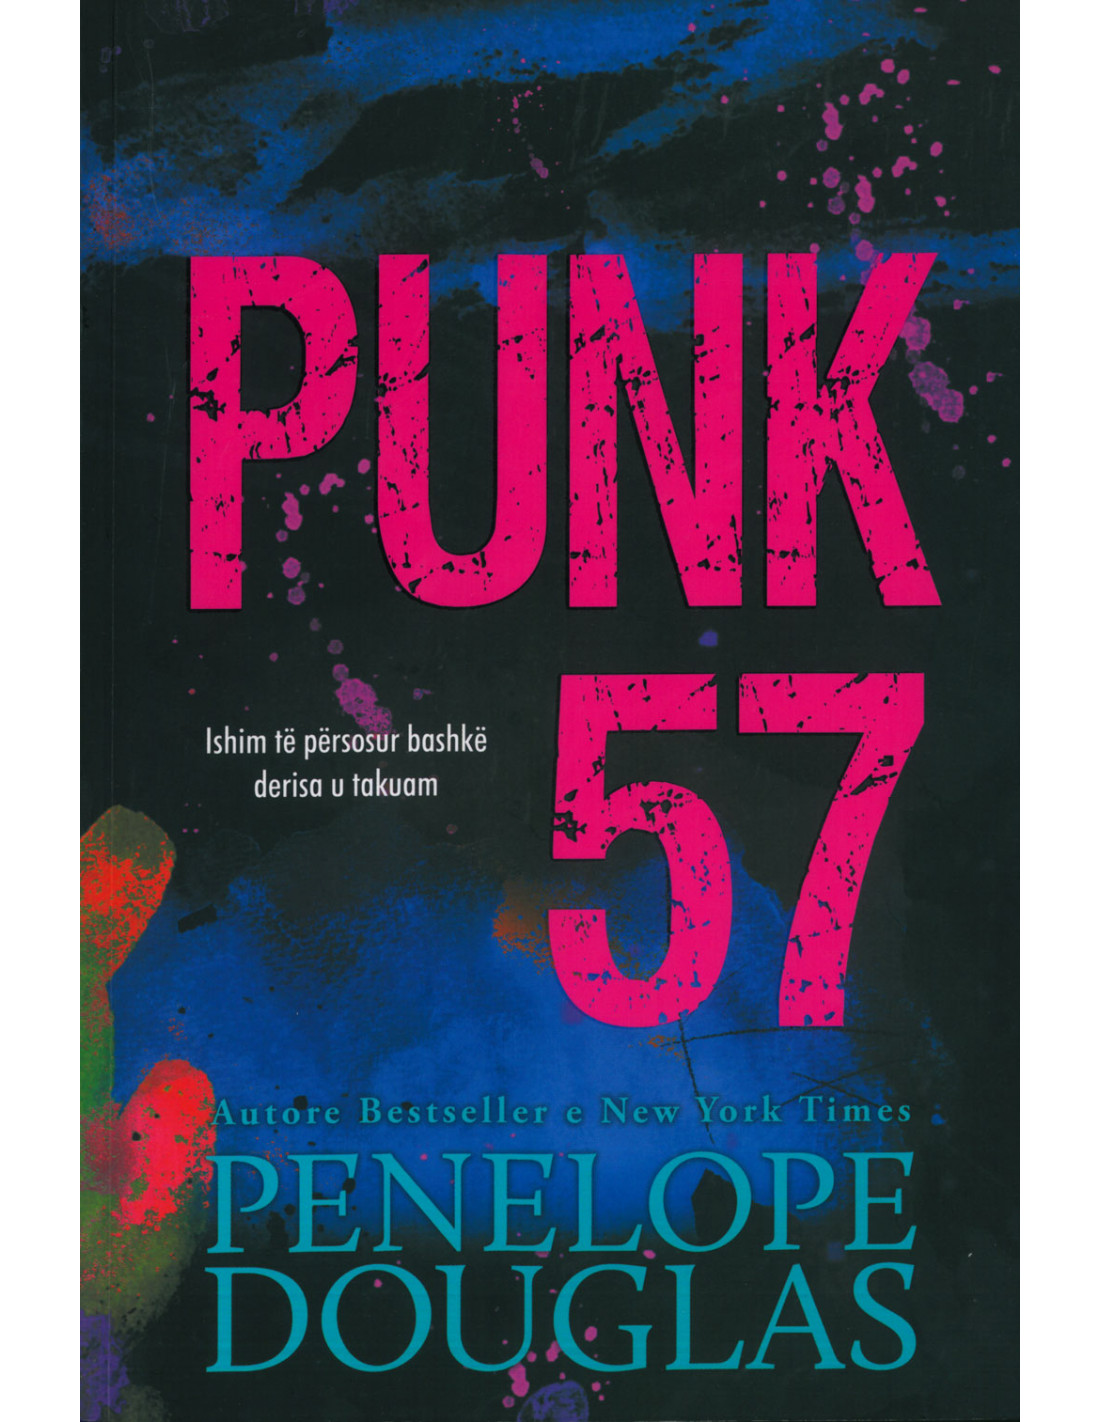 PUNK
57
Ishim të përsosur bashkë
derisa u takuam
Autore Bestseller e New York Times
PENELOPE
DOUGLAS